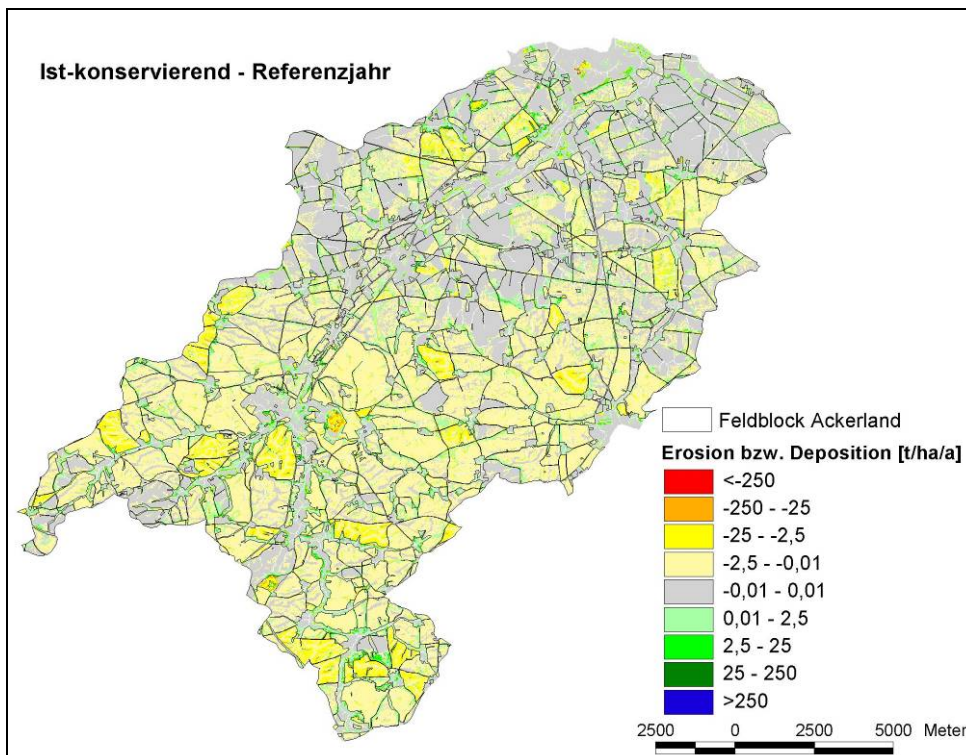 Ist-konservierend - Referenzjahr
Feldblock Ackerland
Erosion bzw. Deposition [t/ha/a]
<-250
-250 - -25
-25 - -2,5
-2,5 - -0,01
-0,01 - 0,01
0,01 - 2,5
2,5 - 25
25 - 250
>250
2500 0 2500 5000 Meter